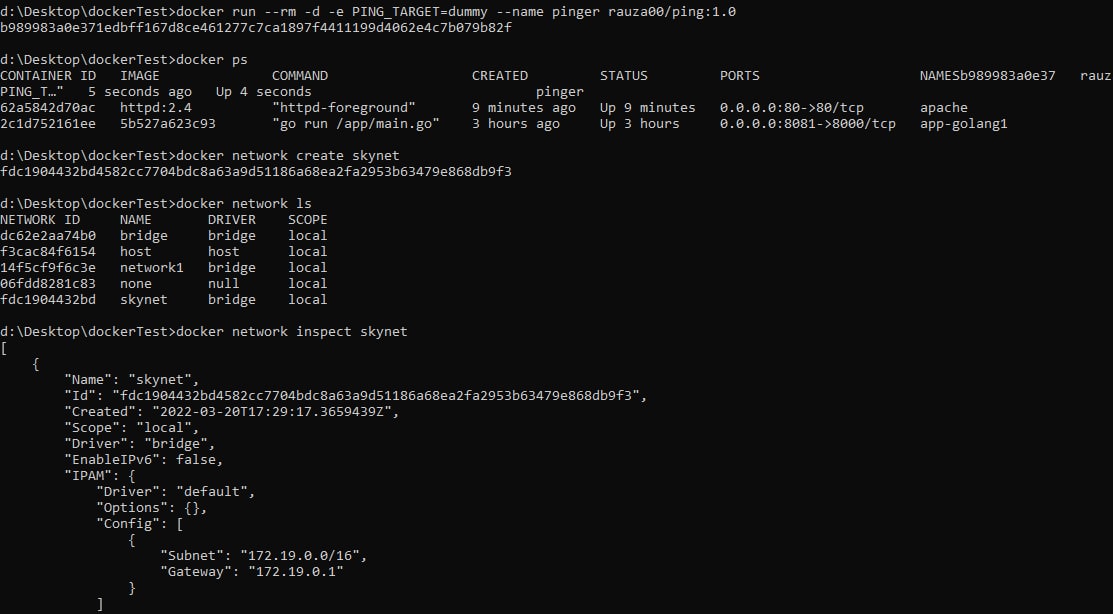 d:\Desktop\dockerTest>docker run --rm -d -e PING_TARGET=dummy --name pinger rauza00/ping:1.0
b989983a0e371edbff167d8ce461277c7ca1897f4411199d4062e4c7b079b82f
d:\Desktop\dockerTest>docker ps
CONTAINER ID   IMAGE          COMMAND                  CREATED         STATUS         PORTS                    NAMESb989983a0e37   rauz
PING_T…"   5 seconds ago   Up 4 seconds                            pinger
62a5842d70ac   httpd:2.4      "httpd-foreground"       9 minutes ago   Up 9 minutes   0.0.0.0:80->80/tcp       apache
2c1d752161ee   5b527a623c93   "go run /app/main.go"    3 hours ago     Up 3 hours     0.0.0.0:8081->8000/tcp   app-golang1
d:\Desktop\dockerTest>docker network create skynet
fdc1904432bd4582cc7704bdc8a63a9d51186a68ea2fa2953b63479e868db9f3
d:\Desktop\dockerTest>docker network ls
NETWORK ID     NAME       DRIVER    SCOPE
dc62e2aa74b0   bridge     bridge    local
f3cac84f6154   host       host      local
14f5cf9f6c3e   network1   bridge    local
06fdd8281c83   none       null      local
fdc1904432bd   skynet     bridge    local
d:\Desktop\dockerTest>docker network inspect skynet
[
    {
        "Name": "skynet",
        "Id": "fdc1904432bd4582cc7704bdc8a63a9d51186a68ea2fa2953b63479e868db9f3",
        "Created": "2022-03-20T17:29:17.3659439Z",
        "Scope": "local",
        "Driver": "bridge",
        "EnableIPv6": false,
        "IPAM": {
            "Driver": "default",
            "Options": {},
            "Config": [
                {
                    "Subnet": "172.19.0.0/16",
                    "Gateway": "172.19.0.1"
                }
            ]